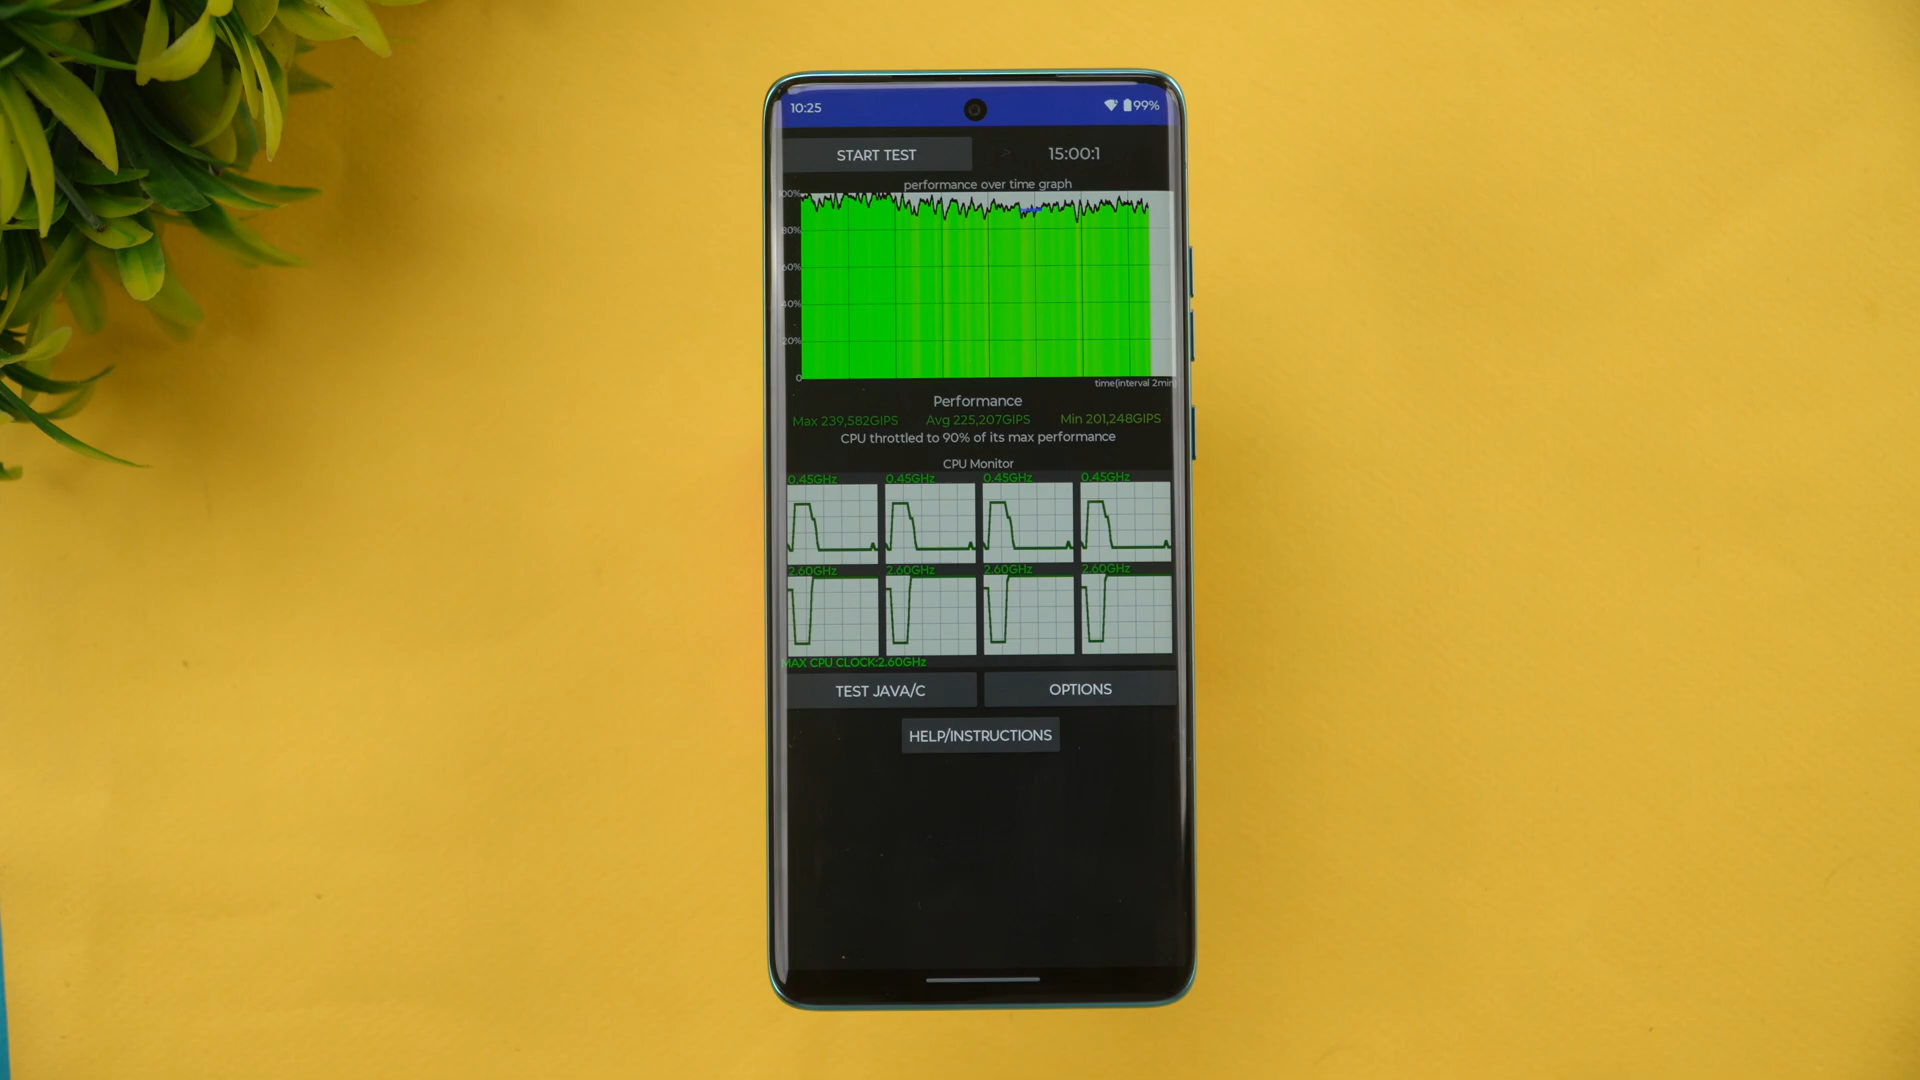 10:25 99%
START TEST 15:00:1
performance over time graph
100%
80%
60%
40%
20%
0
time(interval 2min)
Performance
Max 239,582GIPS Avg 225,207GIPS Min 201,248GIPS
CPU throttled to 90% of its max performance
CPU Monitor
0.45GHz 0.45GHz 0.45GHz 0.45GHz
2.60GHz 2.60GHz 2.60GHz 2.60GHz
MAX CPU CLOCK:2.60GHz
TEST JAVA/C OPTIONS
HELP/INSTRUCTIONS